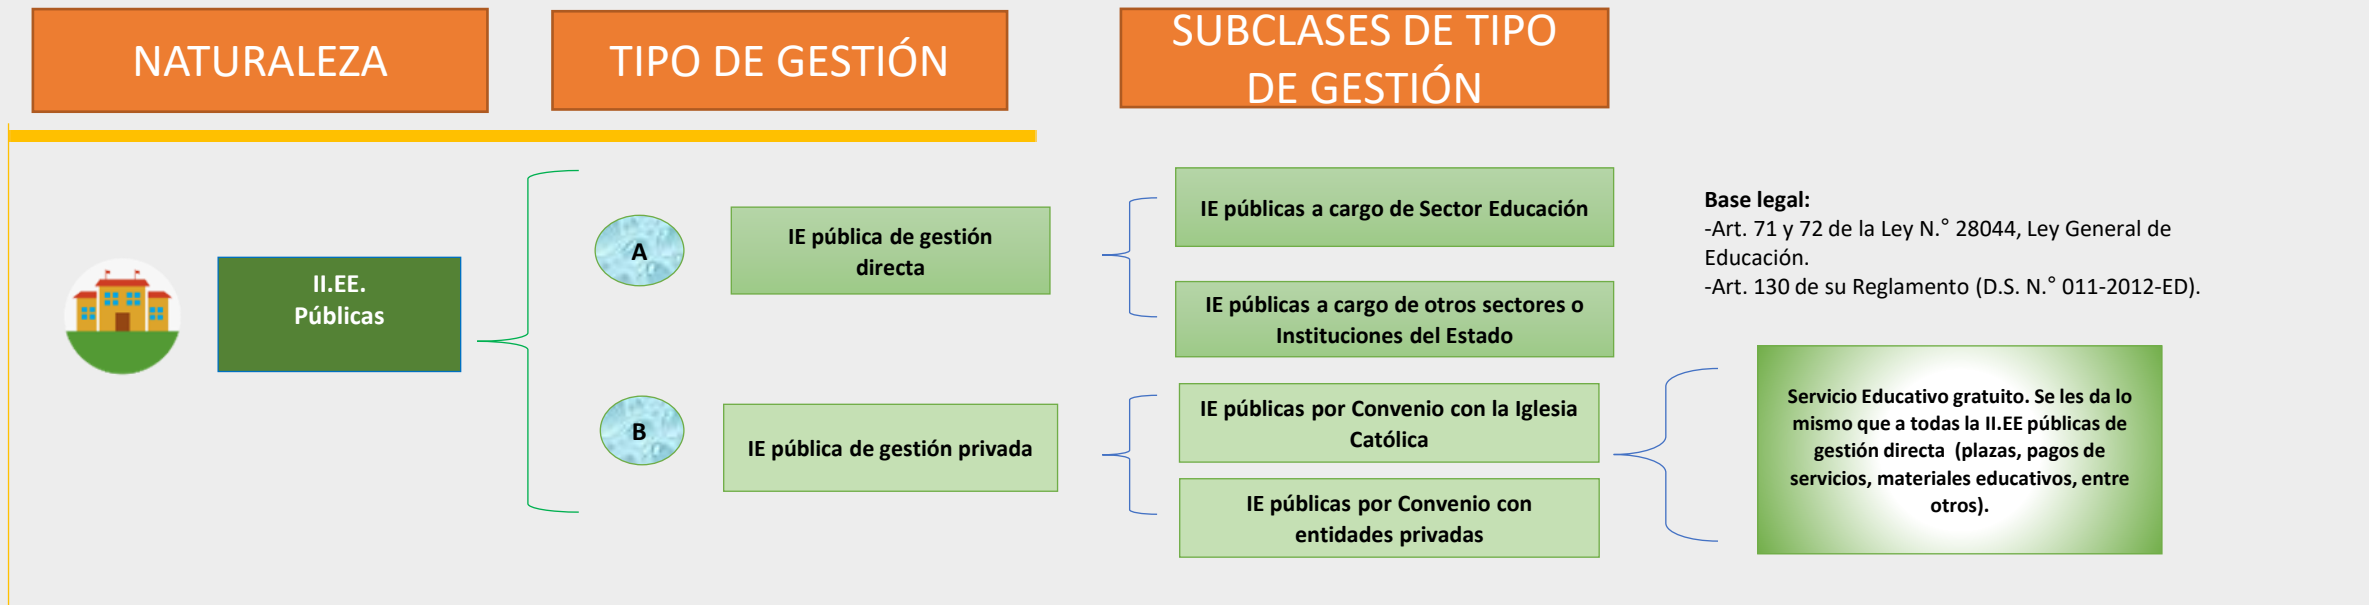 NATURALEZA
TIPO DE GESTIÓN
SUBCLASES DE TIPO
DE GESTIÓN
II.EE.
Públicas
A
IE pública de gestión
directa
IE públicas a cargo de Sector Educación
IE públicas a cargo de otros sectores o
Instituciones del Estado
Base legal:
-Art. 71 y 72 de la Ley N.° 28044, Ley General de
Educación.
-Art. 130 de su Reglamento (D.S. N.° 011-2012-ED).
B
IE pública de gestión privada
IE públicas por Convenio con la Iglesia
Católica
IE públicas por Convenio con
entidades privadas
Servicio Educativo gratuito. Se les da lo
mismo que a todas la II.EE públicas de
gestión directa (plazas, pagos de
servicios, materiales educativos, entre
otros).